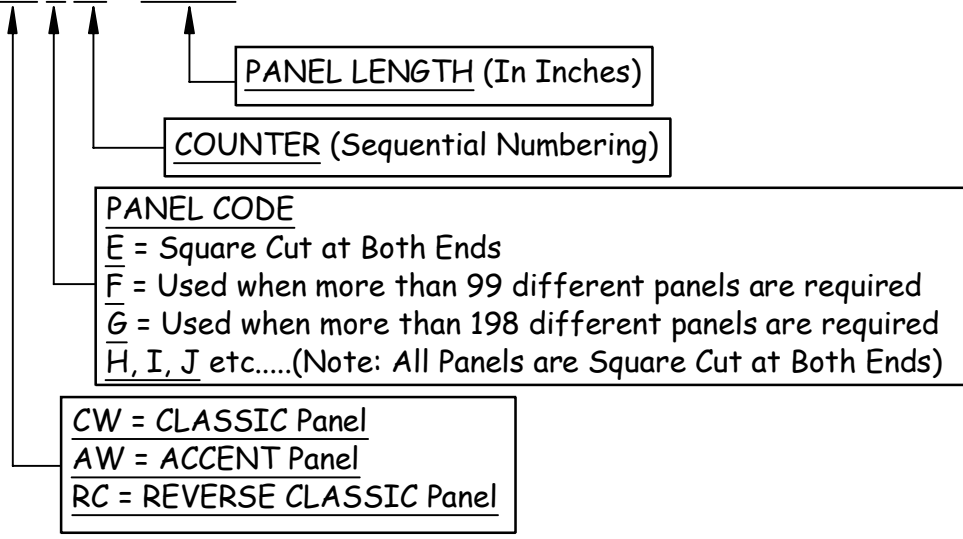 PANEL LENGTH (In Inches)
COUNTER (Sequential Numbering)
PANEL CODE
E = Square Cut at Both Ends
F = Used when more than 99 different panels are required
G = Used when more than 198 different panels are required
H, I, J etc.....(Note: All Panels are Square Cut at Both Ends)
CW = CLASSIC Panel
AW = ACCENT Panel
RC = REVERSE CLASSIC Panel